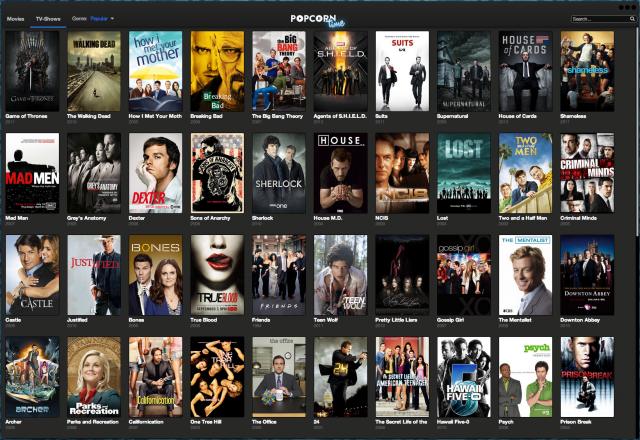 Movies TV-Shows Genre Popular POPCORN Time Search...
GAME OF THRONES
THE WALKING DEAD
how i met your mother
Breaking Bad
the BIG BANG THEORY
AGENTS OF S.H.I.E.L.D.
SUITS
SUPERNATURAL
HOUSE of CARDS
shameless
Game of Thrones The Walking Dead How I Met Your Moth Breaking Bad The Big Bang Theory Agents of S.H.I.E.L.D. Suits Supernatural House of Cards Shameless
MAD MEN
GREY'S ANATOMY
DEXTER
SONS OF ANARCHY
SHERLOCK
HOUSE
NCIS
LOST
TWO and a half MEN
CRIMINAL MINDS
Mad Men Grey's Anatomy Dexter Sons of Anarchy Sherlock House M.D. NCIS Lost Two and a Half Men Criminal Minds
CASTLE
JUSTIFIED
BONES
TRUEBLOOD
FRIENDS
TEEN WOLF
gossip girl
THE MENTALIST
DOWNTON ABBEY
Castle Justified Bones True Blood Friends Teen Wolf Pretty Little Liers Gossip Girl The Mentalist Downton Abbey
ARCHER
Parks and Recreation
Californication
ONE TREE HILL
the office
24
THE SECRET LIFE of the AMERICAN TEENAGER
HAWAII FIVE-0
psych
PRISON BREAK
Archer Parks and Recreation Californication One Tree Hill The Office 24 The Secret Life of the Hawaii Five-0 Psych Prison Break